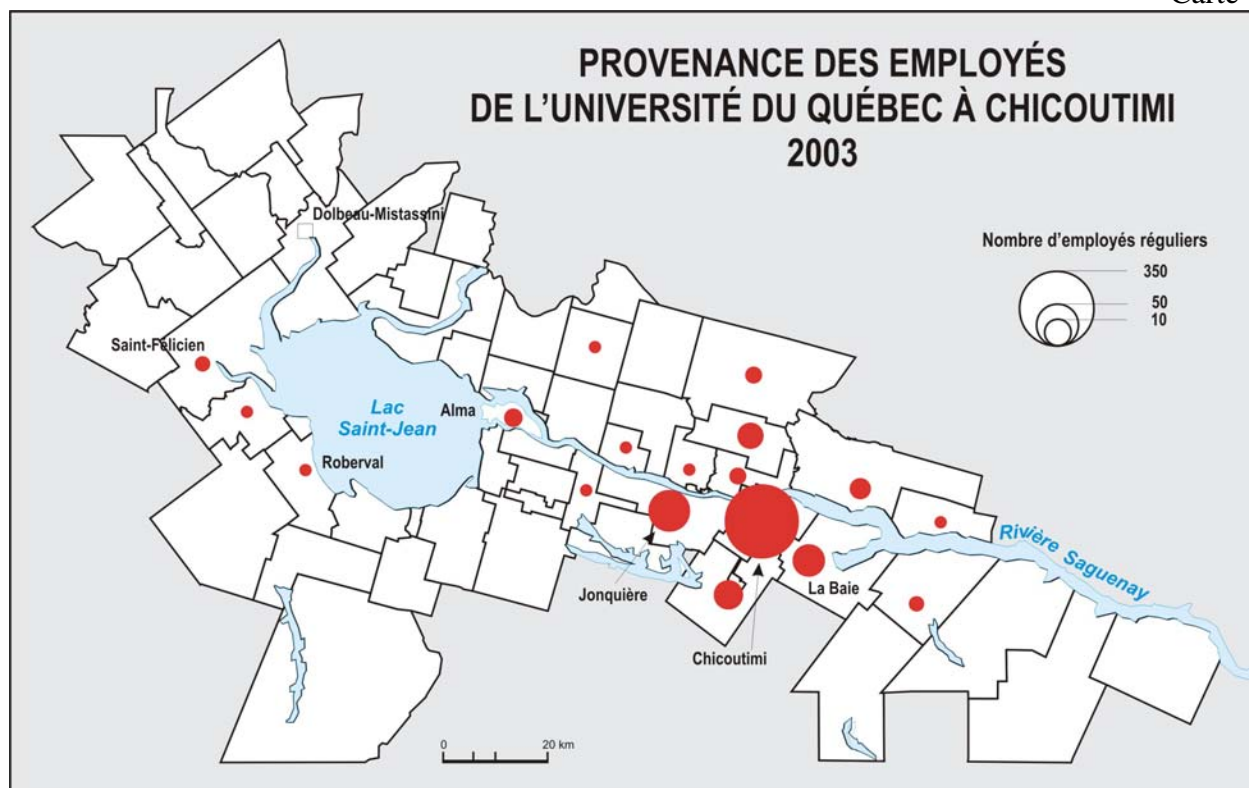 Carte
PROVENANCE DES EMPLOYÉS
DE L'UNIVERSITÉ DU QUÉBEC À CHICOUTIMI
2003
Dolbeau-Mistassini
Nombre d'employés réguliers
350
50
10
Saint-Félicien
Lac
Saint-Jean
Alma
Roberval
Rivière Saguenay
Jonquière
La Baie
Chicoutimi
0 20 km